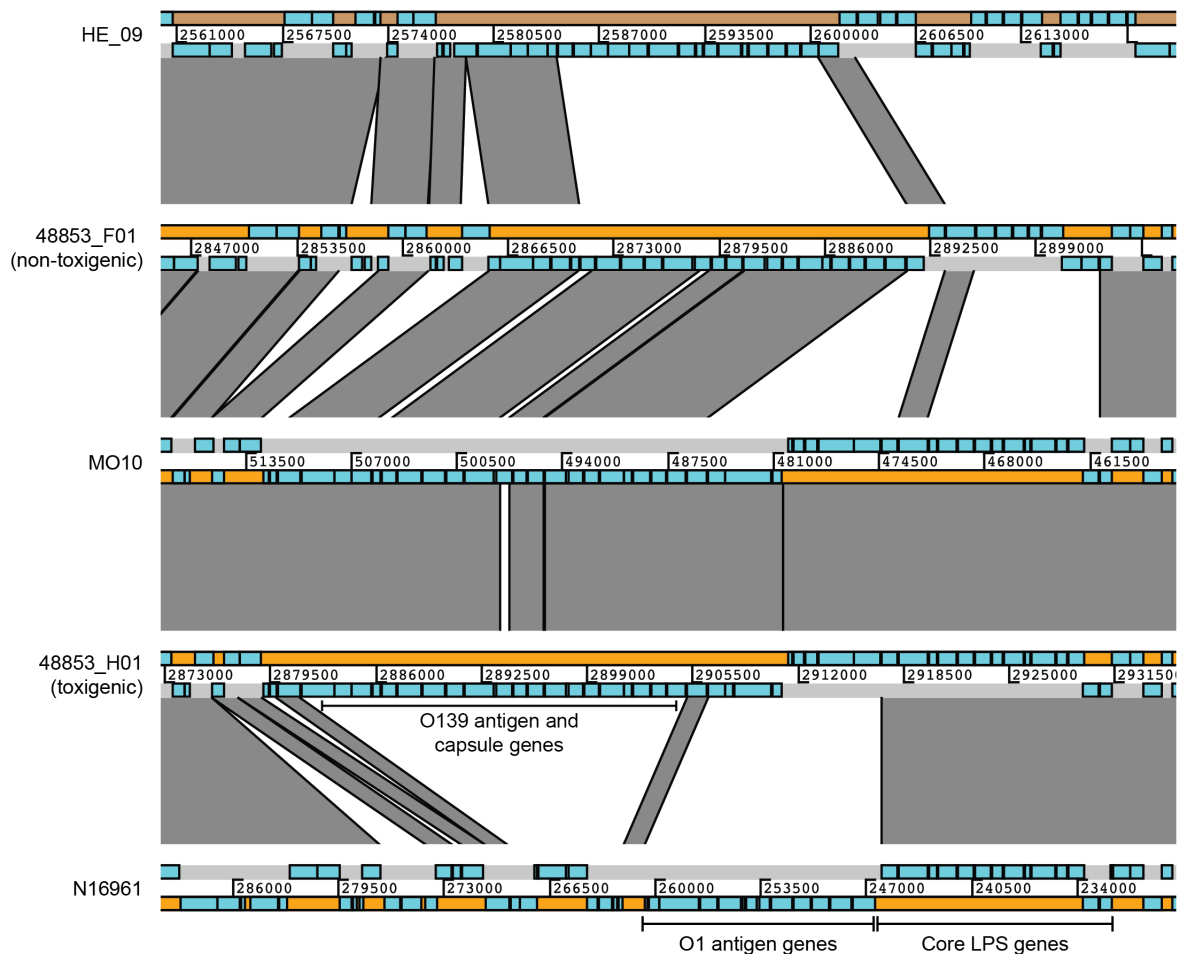 HE_09
2561000 2567500 2574000 2580500 2587000 2593500 2600000 2606500 2613000
48853_F01
(non-toxigenic)
2847000 2853500 2860000 2866500 2873000 2879500 2886000 2892500 2899000
MO10
513500 507000 500500 494000 487500 481000 474500 468000 461500
48853_H01
(toxigenic)
2873000 2879500 2886000 2892500 2899000 2905500 2912000 2918500 2925000 2931500
O139 antigen and
capsule genes
N16961
286000 279500 273000 266500 260000 253500 247000 240500 234000
O1 antigen genes
Core LPS genes